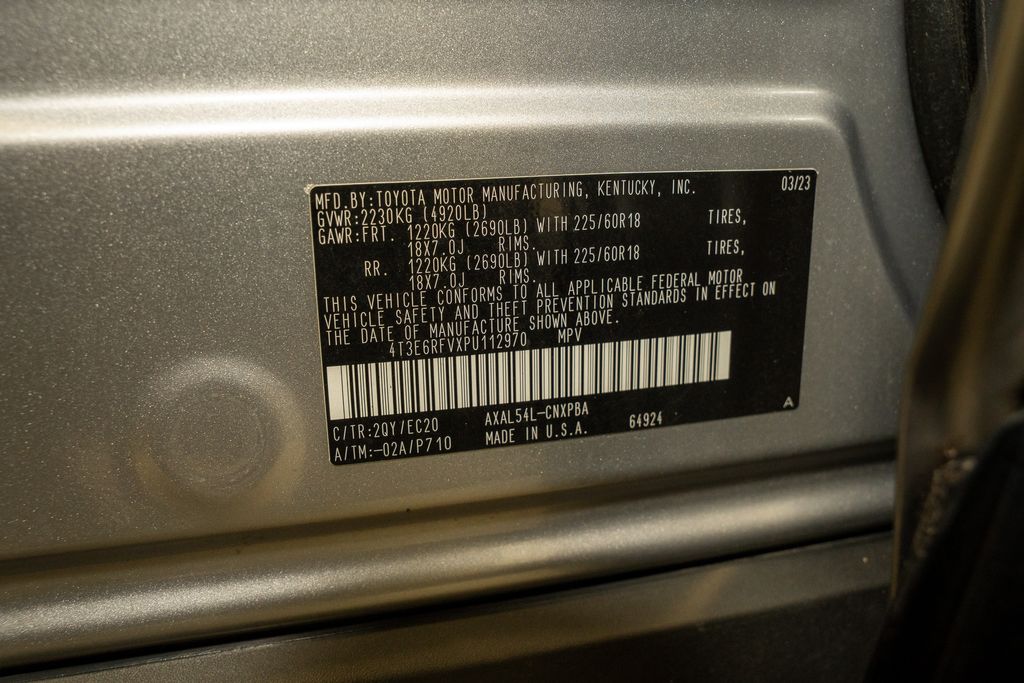 MFD.BY:TOYOTA MOTOR MANUFACTURING, KENTUCKY, INC. 03/23
GVWR:2230KG (4920LB)
GAWR:FRT. 1220KG (2690LB) WITH 225/60R18 TIRES,
18X7.0J RIMS.
RR. 1220KG (2690LB) WITH 225/60R18 TIRES,
18X7.0J RIMS.
THIS VEHICLE CONFORMS TO ALL APPLICABLE FEDERAL MOTOR
VEHICLE SAFETY AND THEFT PREVENTION STANDARDS IN EFFECT ON
THE DATE OF MANUFACTURE SHOWN ABOVE.
4T3E6RFVXPU112970 MPV
C/TR:2QY/EC20 AXAL54L-CNXPBA A
A/TM:-02A/P710 MADE IN U.S.A. 64924